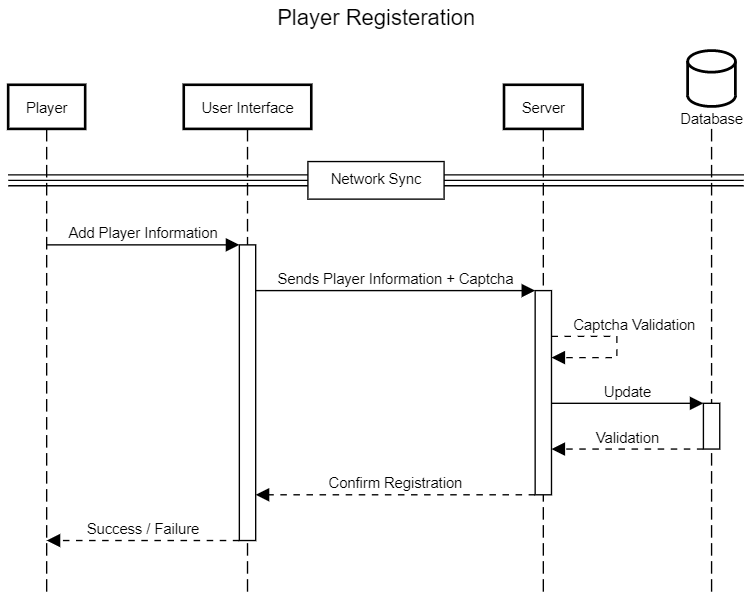 Player Registeration
Player
User Interface
Server
Database
Network Sync
Add Player Information
Sends Player Information + Captcha
Captcha Validation
Update
Validation
Confirm Registration
Success / Failure